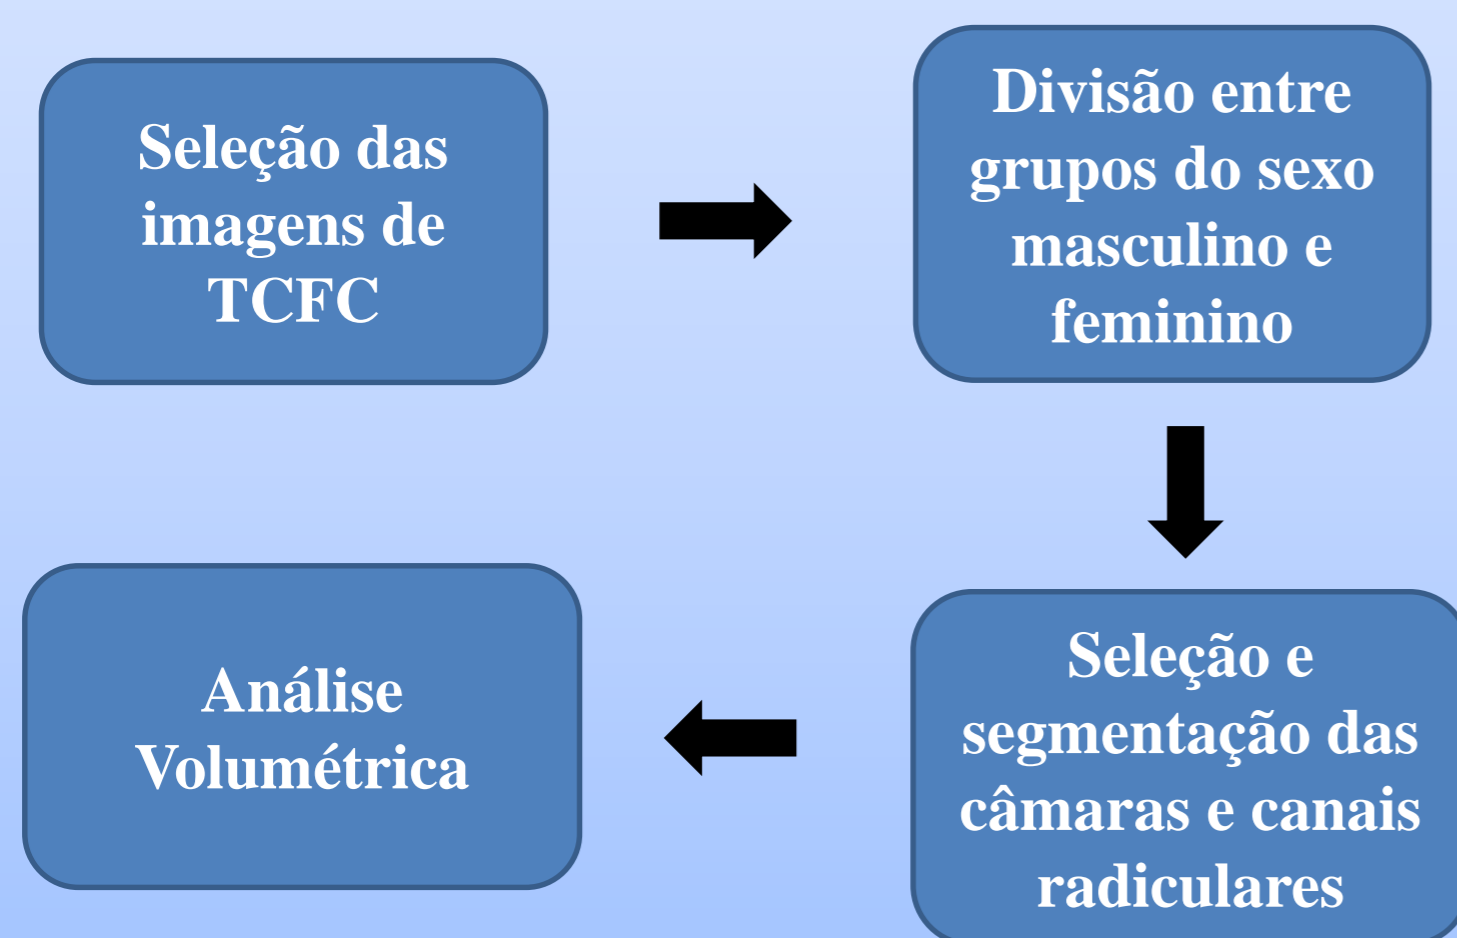 Seleção das
imagens de
TCFC
Divisão entre
grupos do sexo
masculino e
feminino
Seleção e
segmentação das
câmaras e canais
radiculares
Análise
Volumétrica